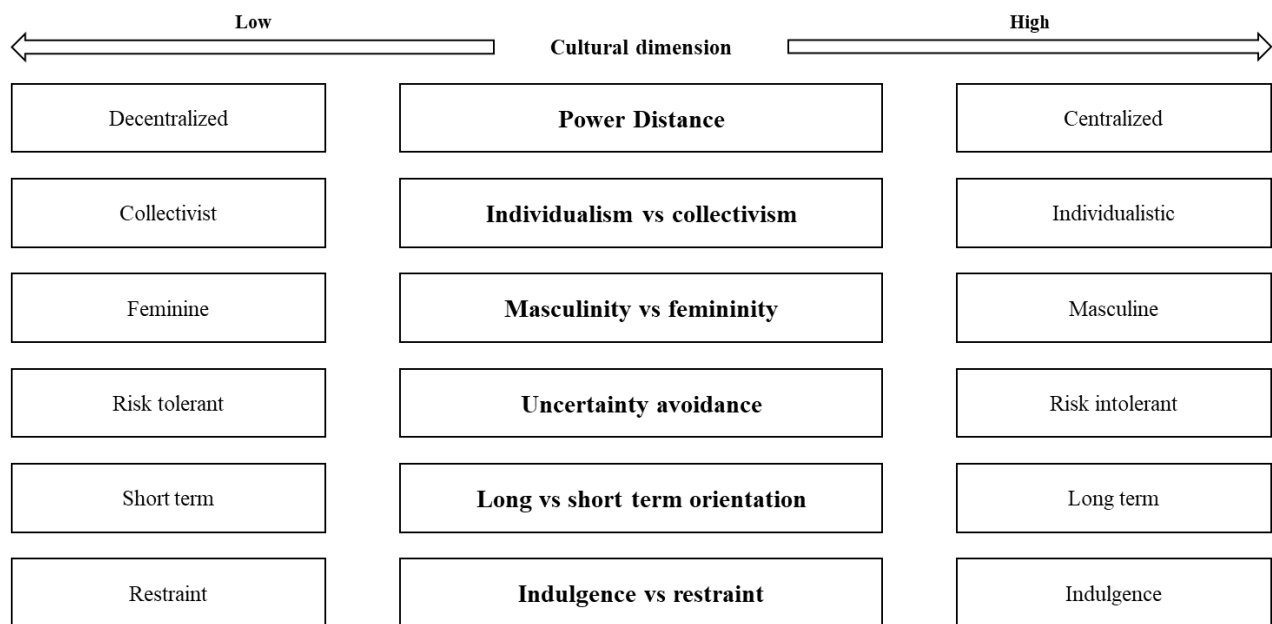 Low
High
Cultural dimension
Decentralized
Power Distance
Centralized
Collectivist
Individualism vs collectivism
Individualistic
Feminine
Masculinity vs femininity
Masculine
Risk tolerant
Uncertainty avoidance
Risk intolerant
Short term
Long vs short term orientation
Long term
Restraint
Indulgence vs restraint
Indulgence